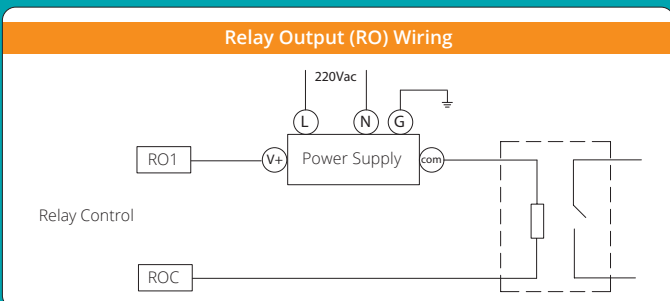 Relay Output (RO) Wiring
220Vac
L
N
G
RO1
V+
Power Supply
com
Relay Control
ROC